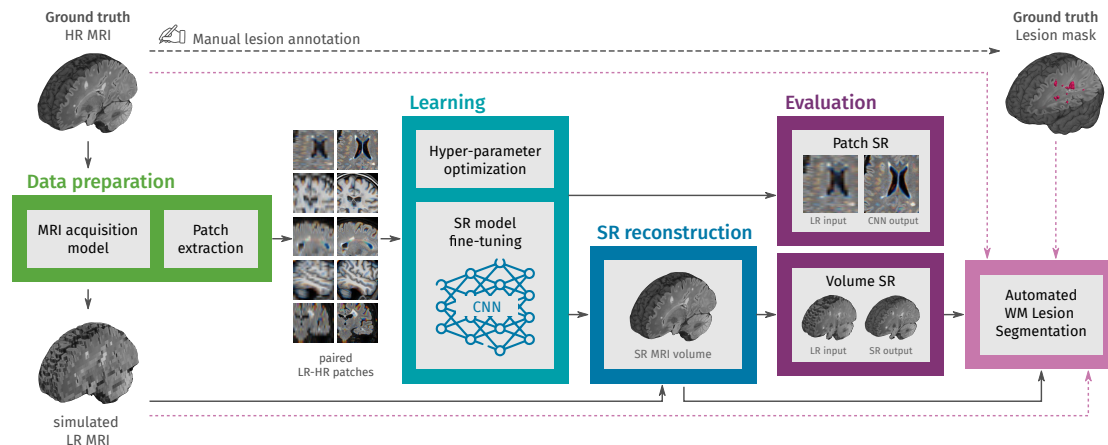 Ground truth
HR MRI
Manual lesion annotation
Ground truth
Lesion mask
Data preparation
MRI acquisition
model
Patch
extraction
simulated
LR MRI
paired
LR-HR patches
Learning
Hyper-parameter
optimization
SR model
fine-tuning
CNN
SR reconstruction
SR MRI volume
Evaluation
Patch SR
LR input
CNN output
Volume SR
LR input
SR output
Automated
WM Lesion
Segmentation